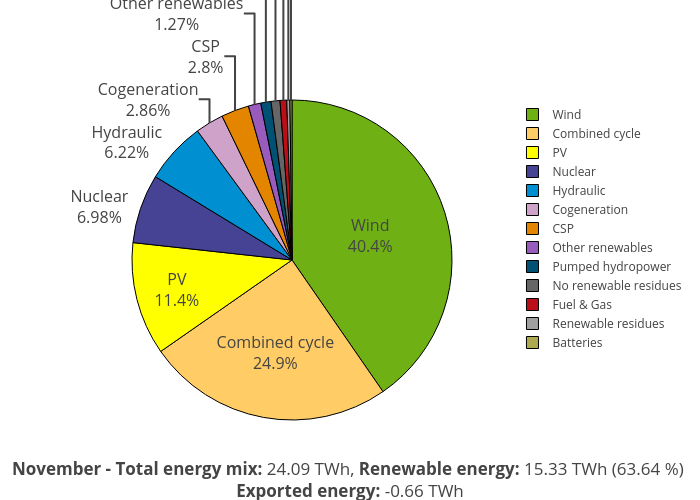 Other renewables
1.27%
CSP
2.8%
Cogeneration
2.86%
Hydraulic
6.22%
Nuclear
6.98%
PV
11.4%
Combined cycle
24.9%
Wind
40.4%
Wind
Combined cycle
PV
Nuclear
Hydraulic
Cogeneration
CSP
Other renewables
Pumped hydropower
No renewable residues
Fuel & Gas
Renewable residues
Batteries
November - Total energy mix: 24.09 TWh, Renewable energy: 15.33 TWh (63.64 %)
Exported energy: -0.66 TWh